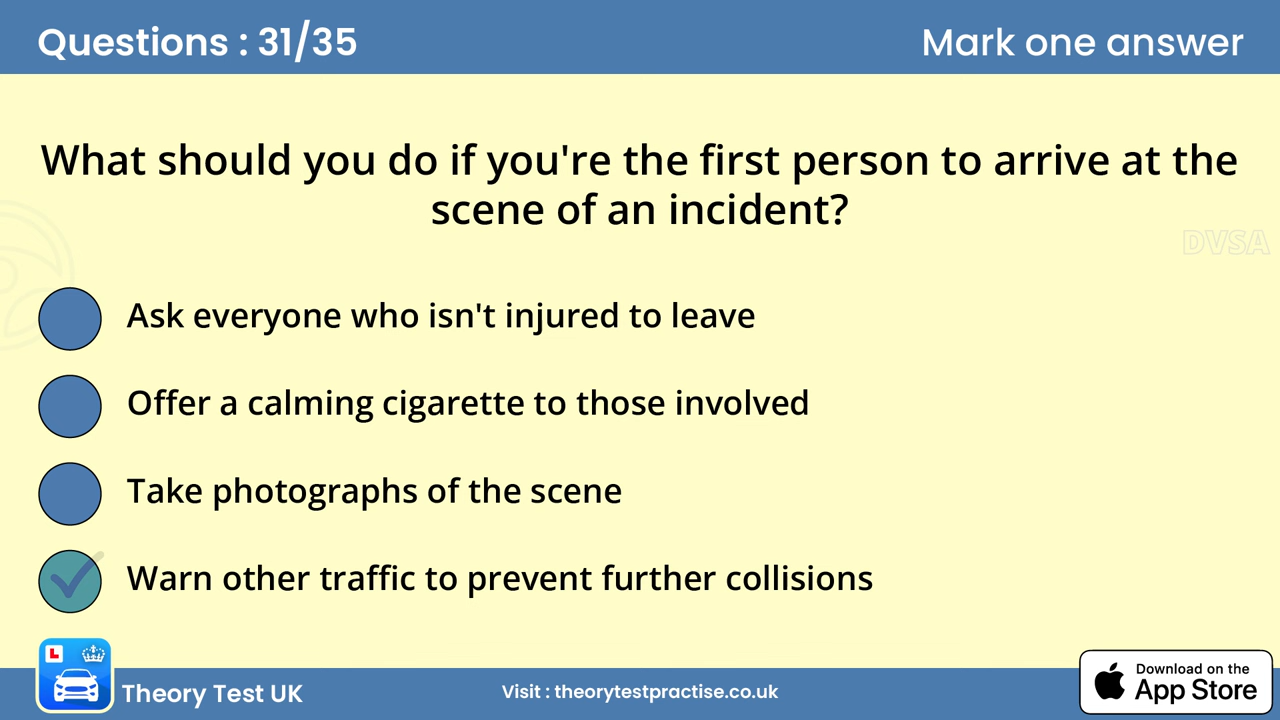 Questions : 31/35
Mark one answer
What should you do if you're the first person to arrive at the
scene of an incident?
DVSA
Ask everyone who isn't injured to leave
Offer a calming cigarette to those involved
Take photographs of the scene
Warn other traffic to prevent further collisions
L
Theory Test UK
Visit : theorytestpractise.co.uk
Download on the
App Store